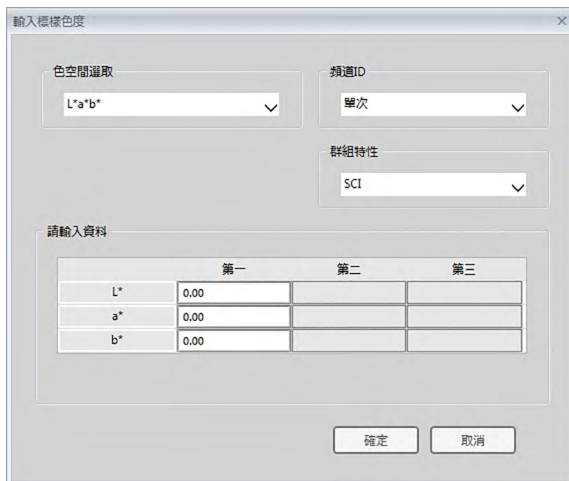 輸入標樣色度
色空間選取
頻道ID
L*a*b*
單次
群組特性
SCI
請輸入資料
第一 第二 第三
L* 0.00
a* 0.00
b* 0.00
確定 取消